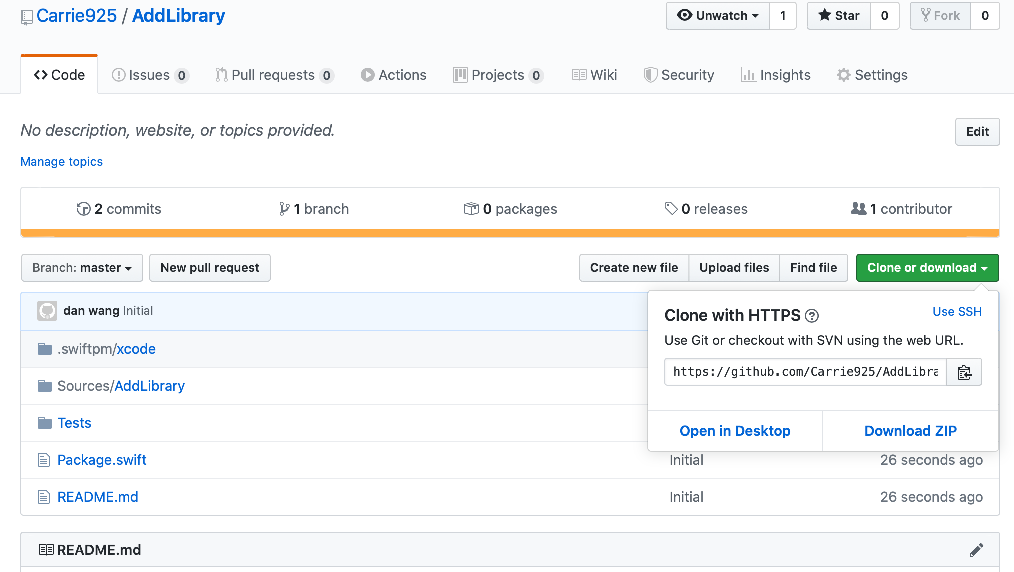 Carrie925 / AddLibrary
Unwatch 1 Star 0 Fork 0
Code Issues 0 Pull requests 0 Actions Projects 0 Wiki Security Insights Settings
No description, website, or topics provided.
Edit
Manage topics
2 commits 1 branch 0 packages 0 releases 1 contributor
Branch: master New pull request Create new file Upload files Find file Clone or download
dan wang Initial
Clone with HTTPS Use SSH
Use Git or checkout with SVN using the web URL.
https://github.com/Carrie925/AddLibra
Open in Desktop Download ZIP
.swiftpm/xcode
Sources/AddLibrary
Tests
Package.swift Initial 26 seconds ago
README.md Initial 26 seconds ago
README.md